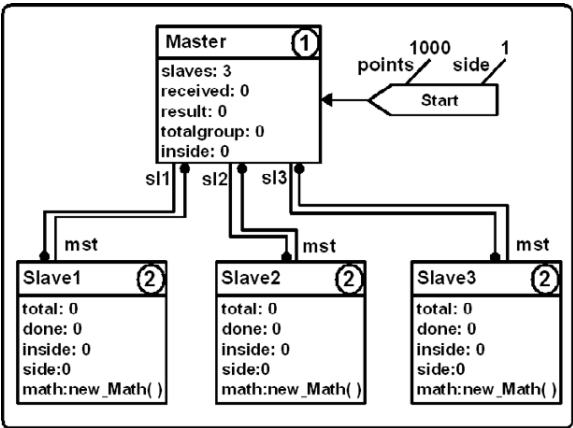 Master 1
slaves: 3
received: 0
result: 0
totalgroup: 0
inside: 0
1000 1
points side
Start
sl1 sl2 sl3
mst mst mst
Slave1 2
total: 0
done: 0
inside: 0
side:0
math:new_Math( )
Slave2 2
total: 0
done: 0
inside: 0
side:0
math:new_Math( )
Slave3 2
total: 0
done: 0
inside: 0
side:0
math:new_Math( )